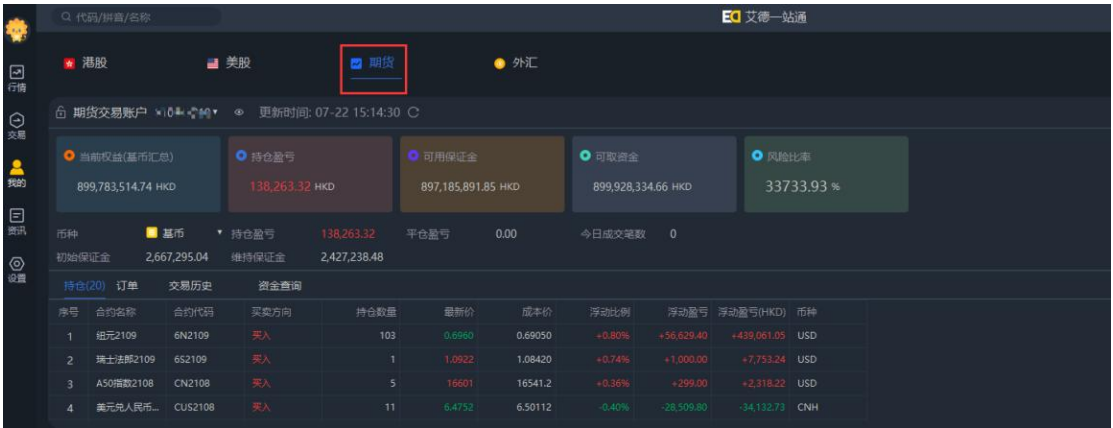 代码/拼音/名称
艾德一站通
港股 美股 期货 外汇
行情
交易
我的
资讯
设置
期货交易账户 更新时间: 07-22 15:14:30
当前权益(基币汇总) 持仓盈亏 可用保证金 可取资金 风险比率
899,783,514.74 HKD 138,263.32 HKD 897,185,891.85 HKD 899,928,334.66 HKD 33733.93 %
币种 基币 持仓盈亏 138,263.32 平仓盈亏 0.00 今日成交笔数 0
初始保证金 2,667,295.04 维持保证金 2,427,238.48
持仓(20) 订单 交易历史 资金查询
序号 合约名称 合约代码 买卖方向 持仓数量 最新价 成本价 浮动比例 浮动盈亏 浮动盈亏(HKD) 币种
1 纽元2109 6N2109 买入 103 0.6960 0.69050 +0.80% +56,629.40 +439,061.05 USD
2 瑞士法郎2109 6S2109 买入 1 1.0922 1.08420 +0.74% +1,000.00 +7,753.24 USD
3 A50指数2108 CN2108 买入 5 16601 16541.2 +0.36% +299.00 +2,318.22 USD
4 美元兑人民币... CUS2108 买入 11 6.4752 6.50112 -0.40% -28,509.80 -34,132.73 CNH